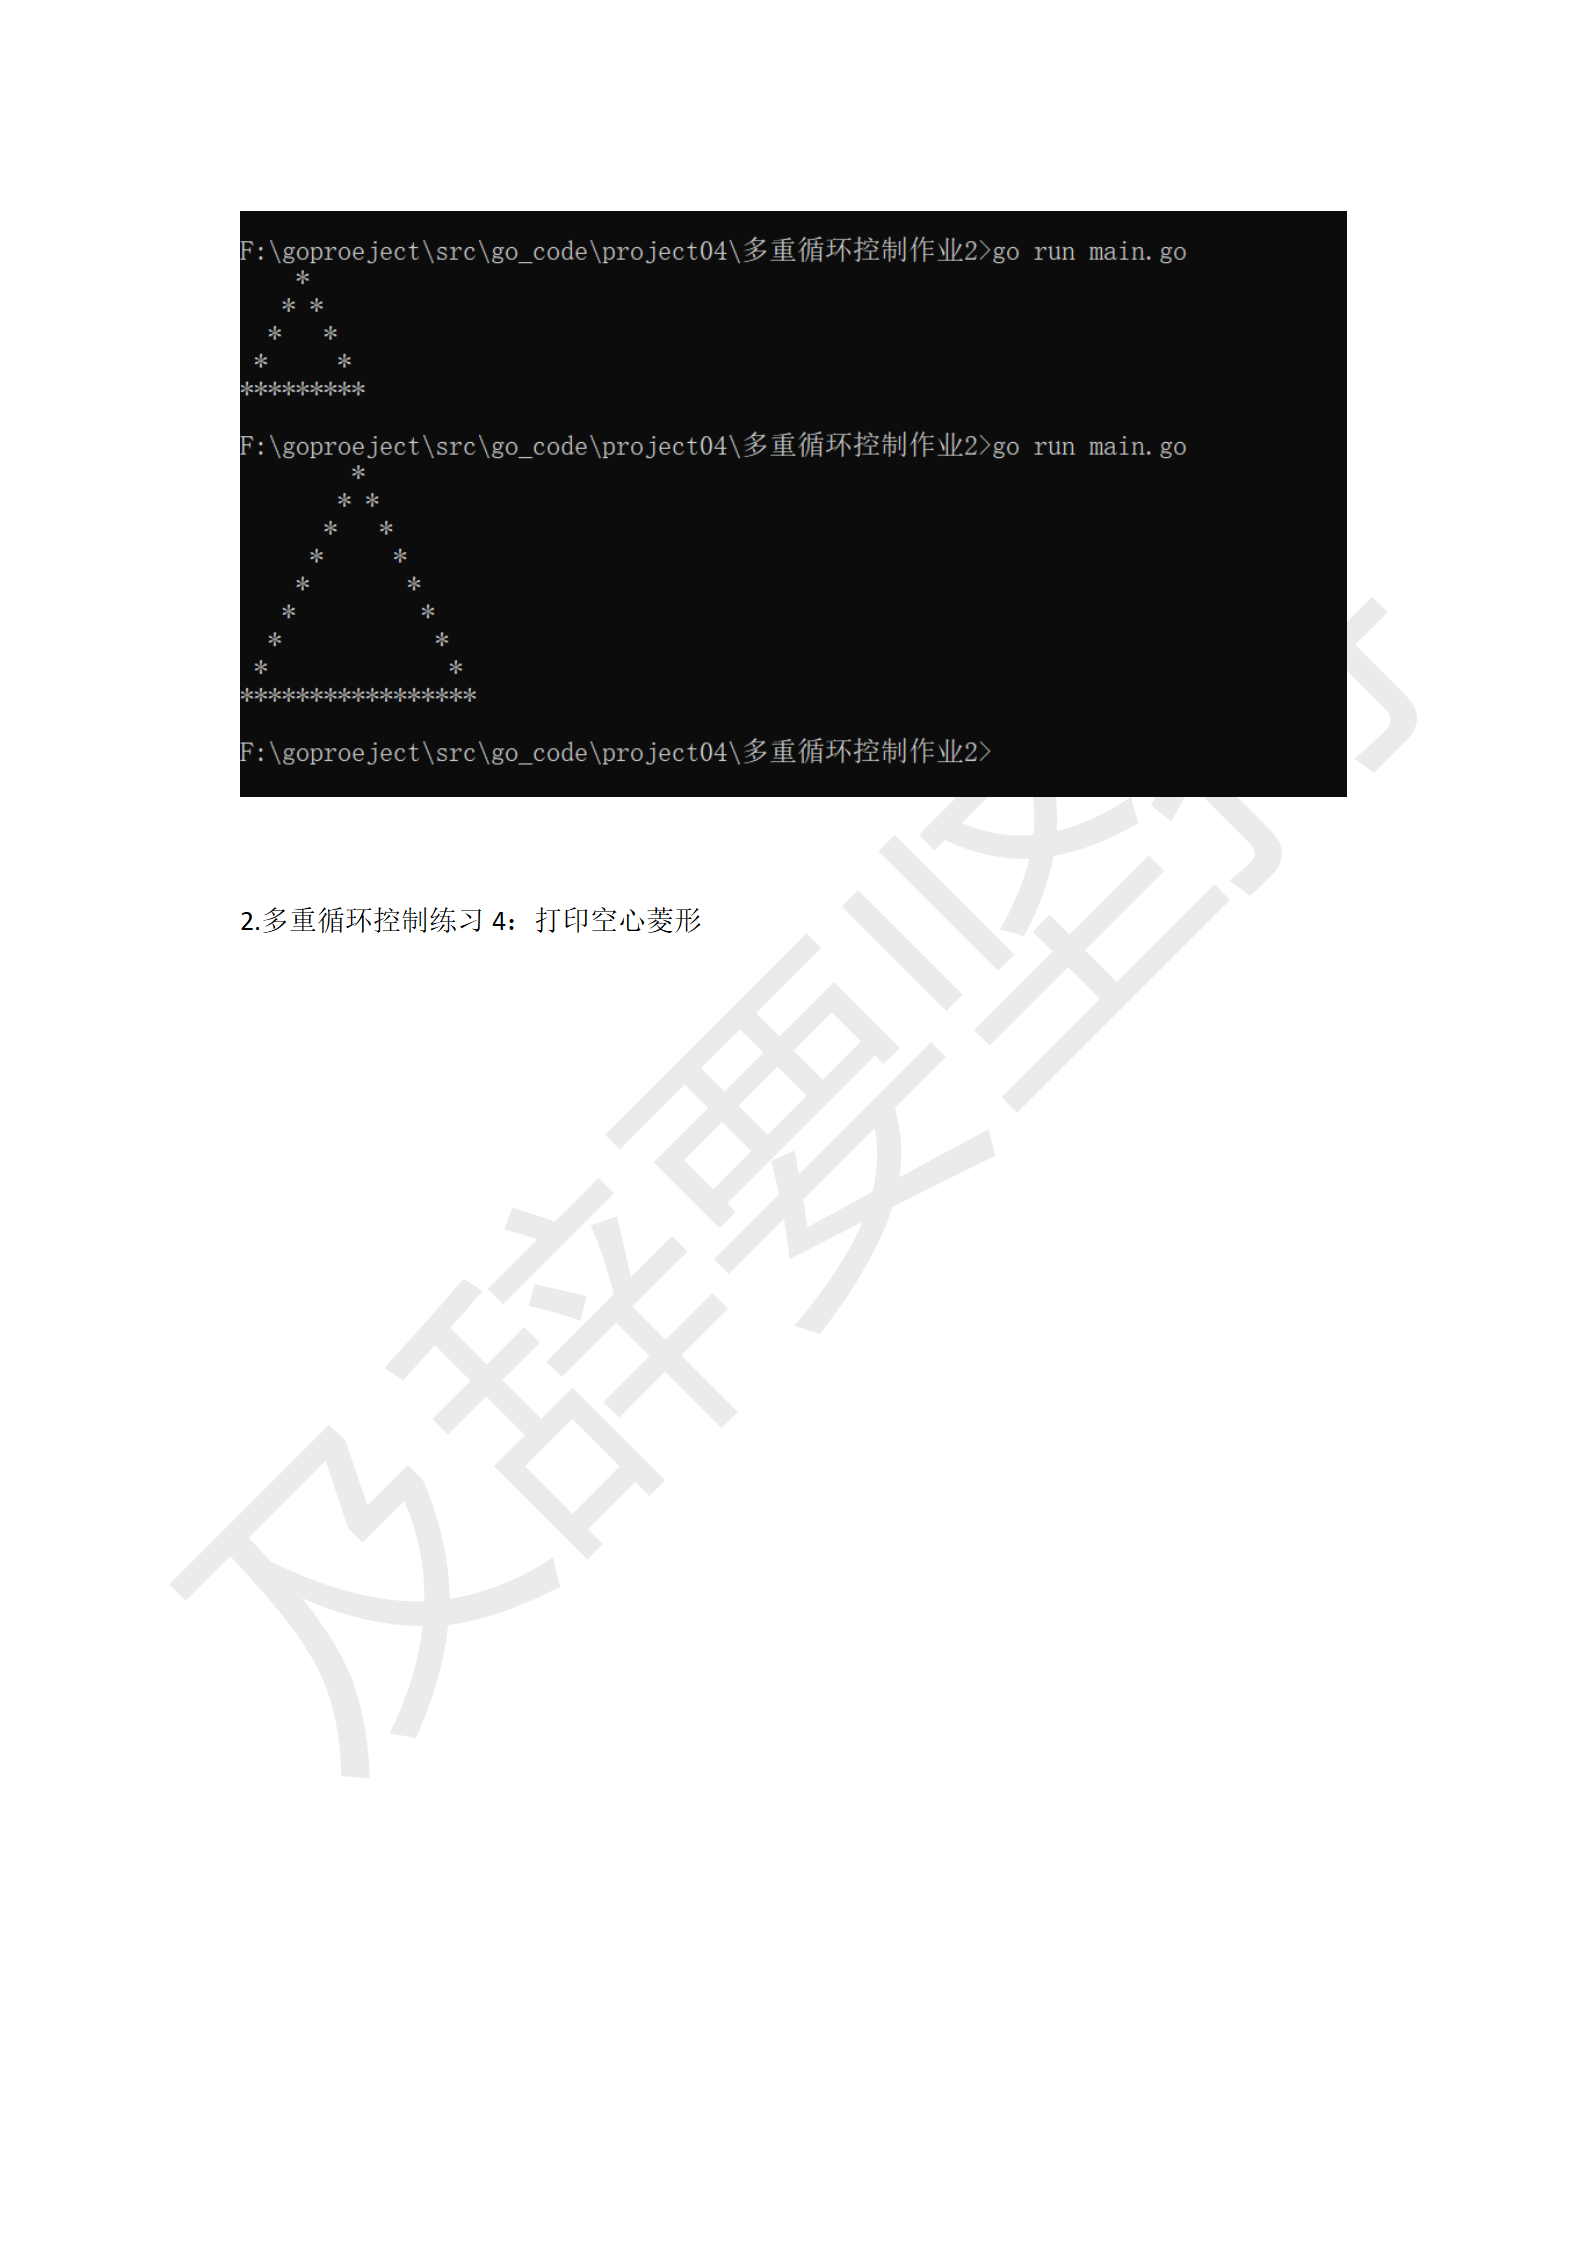 F:\goproeject\src\go_code\project04\多重循环控制作业2>go run main.go
    *
   * *
  *   *
 *     *
*********
F:\goproeject\src\go_code\project04\多重循环控制作业2>go run main.go
        *
       * *
      *   *
     *     *
    *       *
   *         *
  *           *
 *             *
*****************
F:\goproeject\src\go_code\project04\多重循环控制作业2>
2.多重循环控制练习 4：打印空心菱形
及辞要坚持